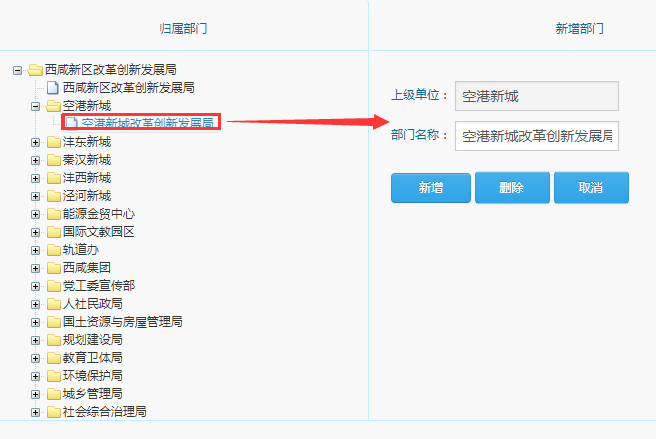 归属部门
新增部门
西咸新区改革创新发展局
西咸新区改革创新发展局
空港新城
空港新城改革创新发展局
沣东新城
秦汉新城
沣西新城
泾河新城
能源金贸中心
国际文教园区
轨道办
西咸集团
党工委宣传部
人社民政局
国土资源与房屋管理局
规划建设局
教育卫体局
环境保护局
城乡管理局
社会综合治理局
上级单位： 空港新城
部门名称： 空港新城改革创新发展局
新增 删除 取消